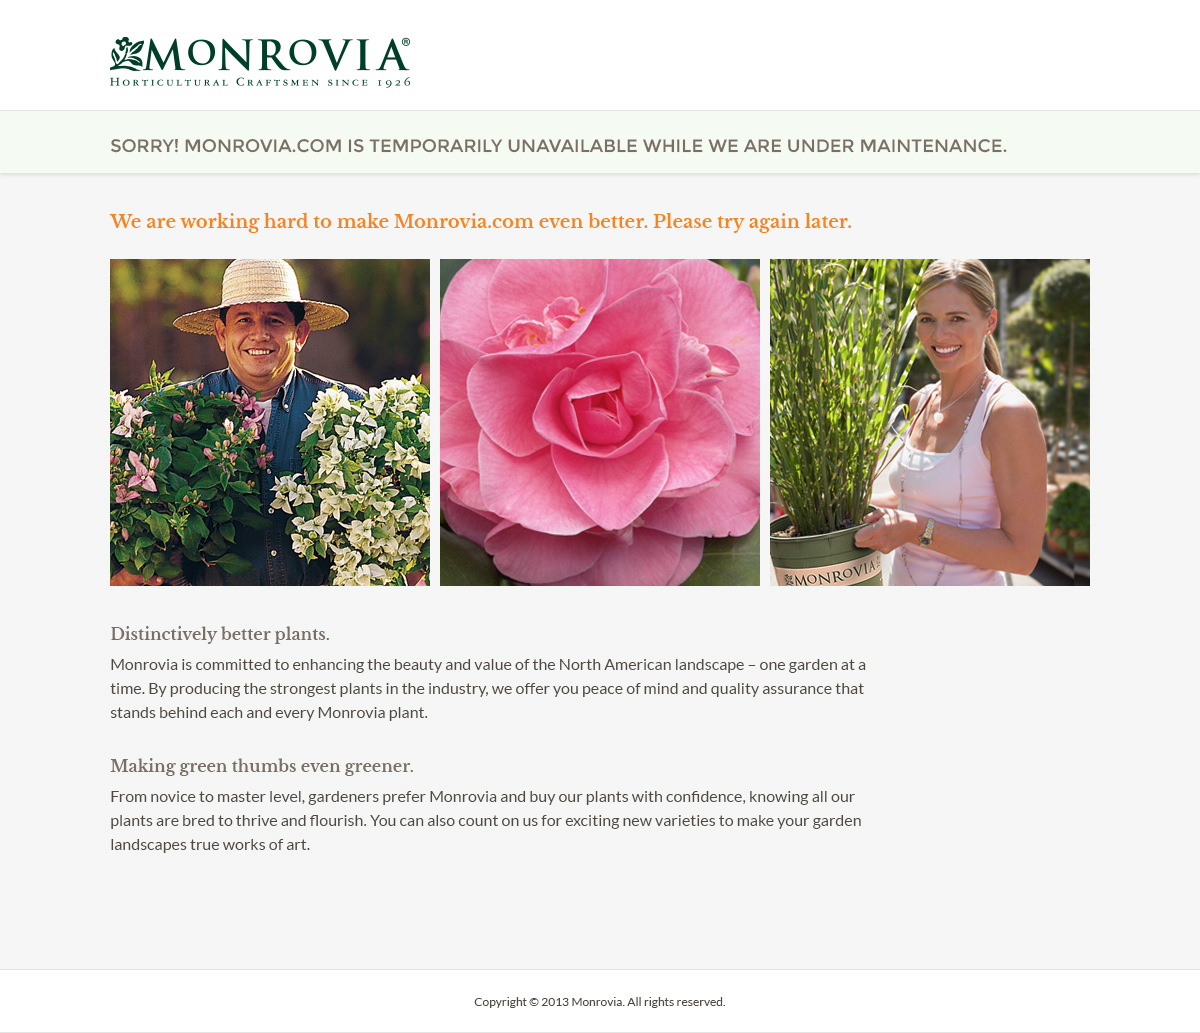 MONROVIA®
HORTICULTURAL CRAFTSMEN SINCE 1926
SORRY! MONROVIA.COM IS TEMPORARILY UNAVAILABLE WHILE WE ARE UNDER MAINTENANCE.
We are working hard to make Monrovia.com even better. Please try again later.
MONROVIA
Distinctively better plants.
Monrovia is committed to enhancing the beauty and value of the North American landscape – one garden at a
time. By producing the strongest plants in the industry, we offer you peace of mind and quality assurance that
stands behind each and every Monrovia plant.
Making green thumbs even greener.
From novice to master level, gardeners prefer Monrovia and buy our plants with confidence, knowing all our
plants are bred to thrive and flourish. You can also count on us for exciting new varieties to make your garden
landscapes true works of art.
Copyright © 2013 Monrovia. All rights reserved.